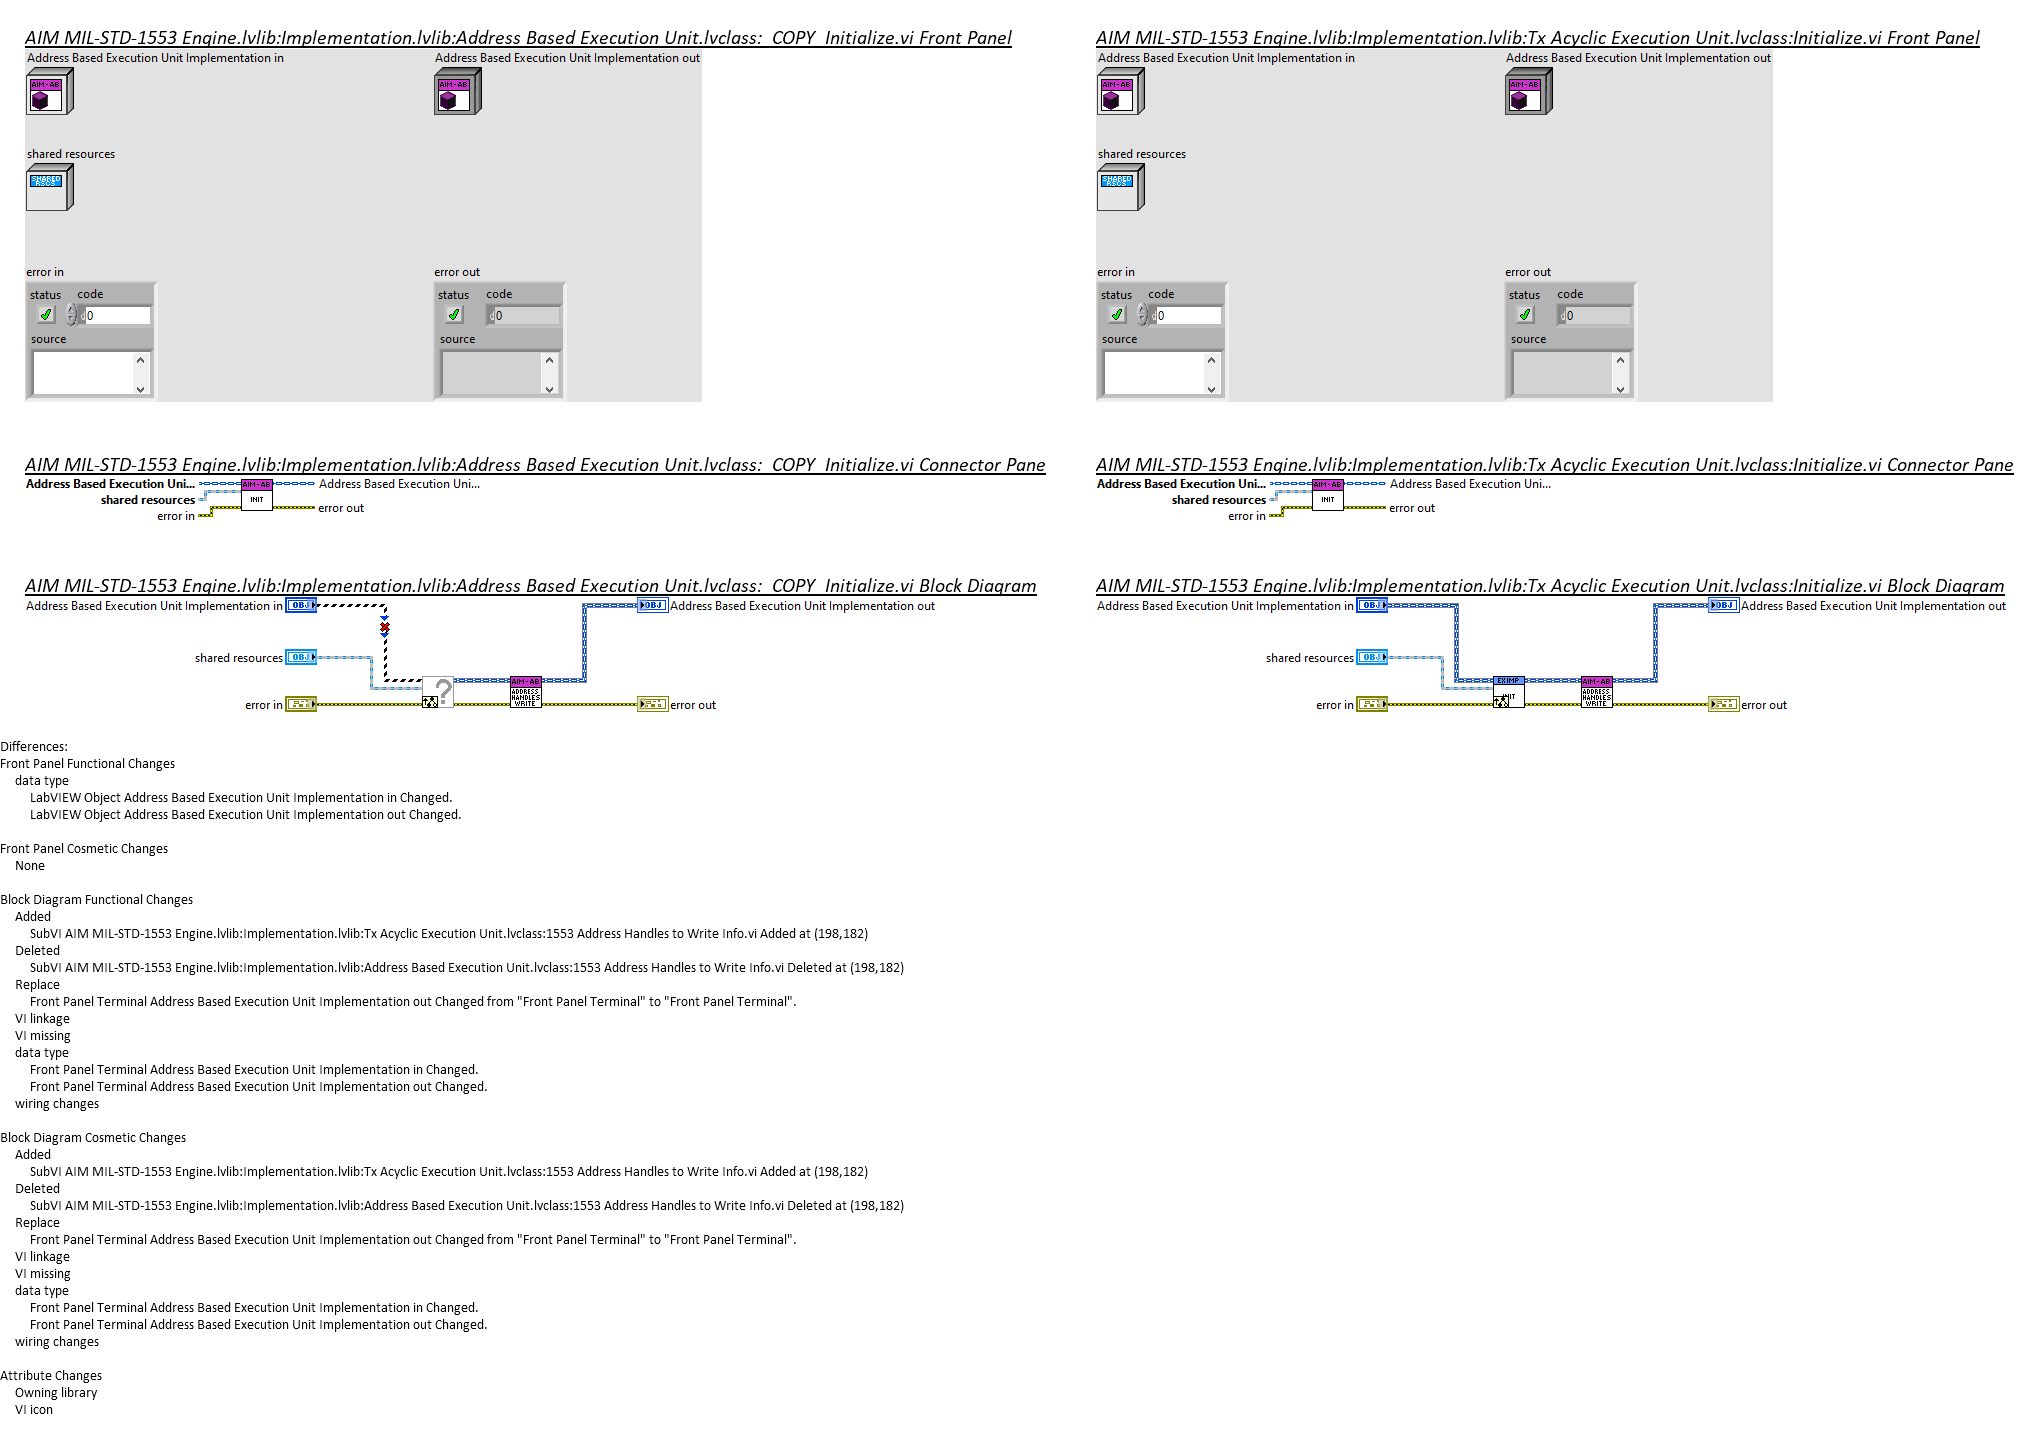 AIM MIL-STD-1553 Engine.lvlib:Implementation.lvlib:Address Based Execution Unit.lvclass:_COPY_Initialize.vi Front Panel
Address Based Execution Unit Implementation in
Address Based Execution Unit Implementation out
AIM-AB
AIM-AB
shared resources
SHARED
RSCS
error in
error out
status code
status code
0
0
source
source
AIM MIL-STD-1553 Engine.lvlib:Implementation.lvlib:Tx Acyclic Execution Unit.lvclass:Initialize.vi Front Panel
Address Based Execution Unit Implementation in
Address Based Execution Unit Implementation out
AIM-AB
AIM-AB
shared resources
SHARED
RSCS
error in
error out
status code
status code
0
0
source
source
AIM MIL-STD-1553 Engine.lvlib:Implementation.lvlib:Address Based Execution Unit.lvclass:_COPY_Initialize.vi Connector Pane
Address Based Execution Uni...
AIM-AB
Address Based Execution Uni...
shared resources
INIT
error in
error out
AIM MIL-STD-1553 Engine.lvlib:Implementation.lvlib:Tx Acyclic Execution Unit.lvclass:Initialize.vi Connector Pane
Address Based Execution Uni...
AIM-AB
Address Based Execution Uni...
shared resources
INIT
error in
error out
AIM MIL-STD-1553 Engine.lvlib:Implementation.lvlib:Address Based Execution Unit.lvclass:_COPY_Initialize.vi Block Diagram
Address Based Execution Unit Implementation in
OBJ
OBJ
Address Based Execution Unit Implementation out
shared resources
OBJ
?
AIM-AB
ADDRESS
HANDLES
WRITE
error in
error out
AIM MIL-STD-1553 Engine.lvlib:Implementation.lvlib:Tx Acyclic Execution Unit.lvclass:Initialize.vi Block Diagram
Address Based Execution Unit Implementation in
OBJ
OBJ
Address Based Execution Unit Implementation out
shared resources
OBJ
EXIMP
AIM-AB
ADDRESS
HANDLES
WRITE
error in
error out
Differences:
Front Panel Functional Changes
data type
LabVIEW Object Address Based Execution Unit Implementation in Changed.
LabVIEW Object Address Based Execution Unit Implementation out Changed.
Front Panel Cosmetic Changes
None
Block Diagram Functional Changes
Added
SubVI AIM MIL-STD-1553 Engine.lvlib:Implementation.lvlib:Tx Acyclic Execution Unit.lvclass:1553 Address Handles to Write Info.vi Added at (198,182)
Deleted
SubVI AIM MIL-STD-1553 Engine.lvlib:Implementation.lvlib:Address Based Execution Unit.lvclass:1553 Address Handles to Write Info.vi Deleted at (198,182)
Replace
Front Panel Terminal Address Based Execution Unit Implementation out Changed from "Front Panel Terminal" to "Front Panel Terminal".
VI linkage
VI missing
data type
Front Panel Terminal Address Based Execution Unit Implementation in Changed.
Front Panel Terminal Address Based Execution Unit Implementation out Changed.
wiring changes
Block Diagram Cosmetic Changes
Added
SubVI AIM MIL-STD-1553 Engine.lvlib:Implementation.lvlib:Tx Acyclic Execution Unit.lvclass:1553 Address Handles to Write Info.vi Added at (198,182)
Deleted
SubVI AIM MIL-STD-1553 Engine.lvlib:Implementation.lvlib:Address Based Execution Unit.lvclass:1553 Address Handles to Write Info.vi Deleted at (198,182)
Replace
Front Panel Terminal Address Based Execution Unit Implementation out Changed from "Front Panel Terminal" to "Front Panel Terminal".
VI linkage
VI missing
data type
Front Panel Terminal Address Based Execution Unit Implementation in Changed.
Front Panel Terminal Address Based Execution Unit Implementation out Changed.
wiring changes
Attribute Changes
Owning library
VI icon